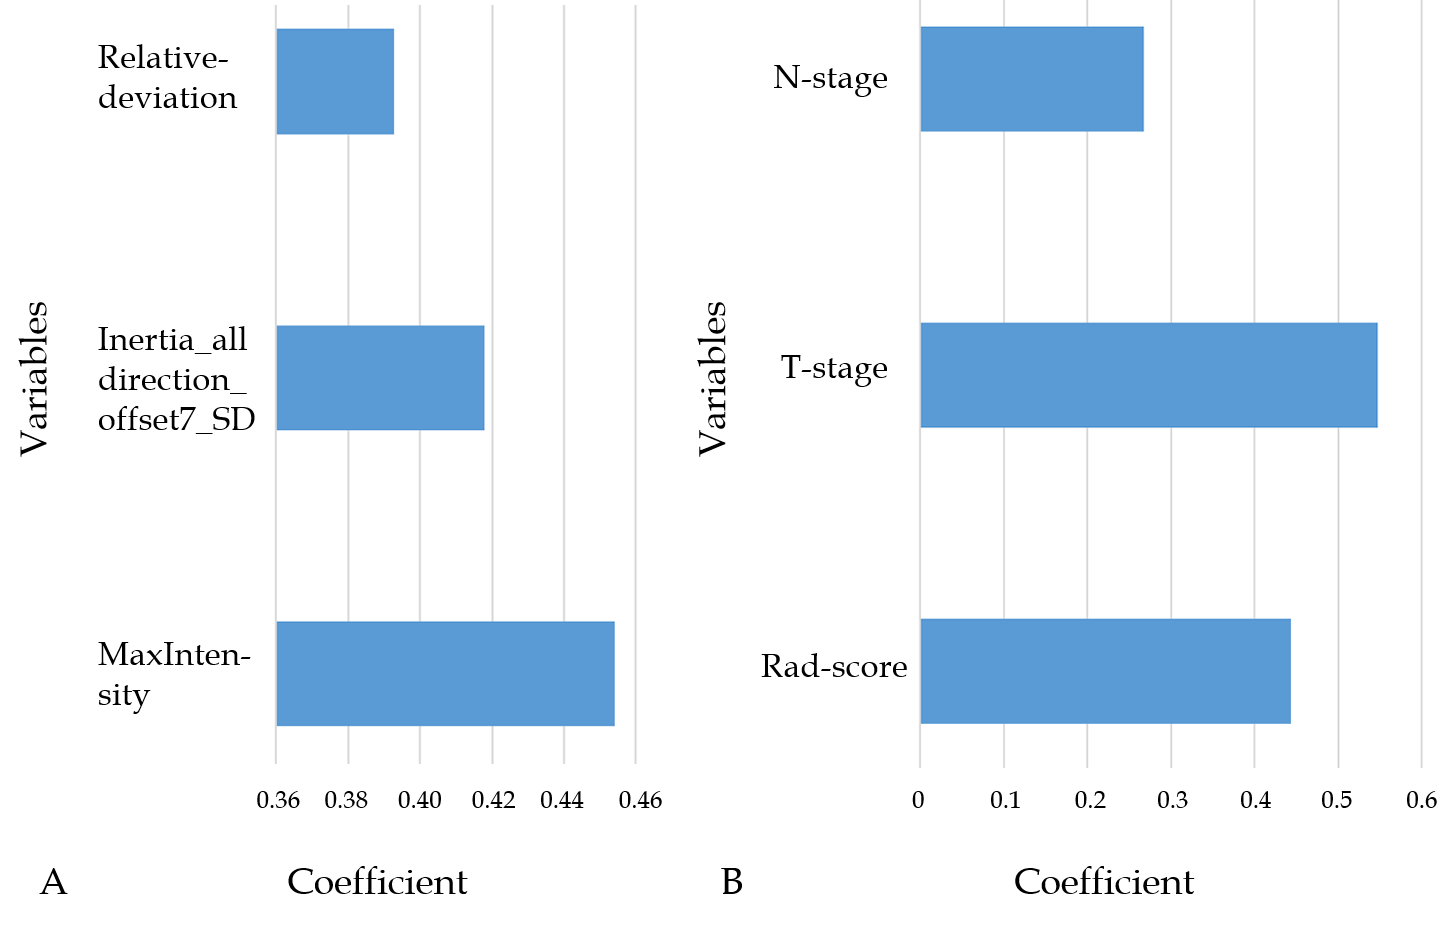 Relative-
deviation
Inertia_all
direction_
offset7_SD
MaxInten-
sity
Variables
0.36 0.38 0.40 0.42 0.44 0.46
A
Coefficient
N-stage
T-stage
Rad-score
Variables
0 0.1 0.2 0.3 0.4 0.5 0.6
B
Coefficient